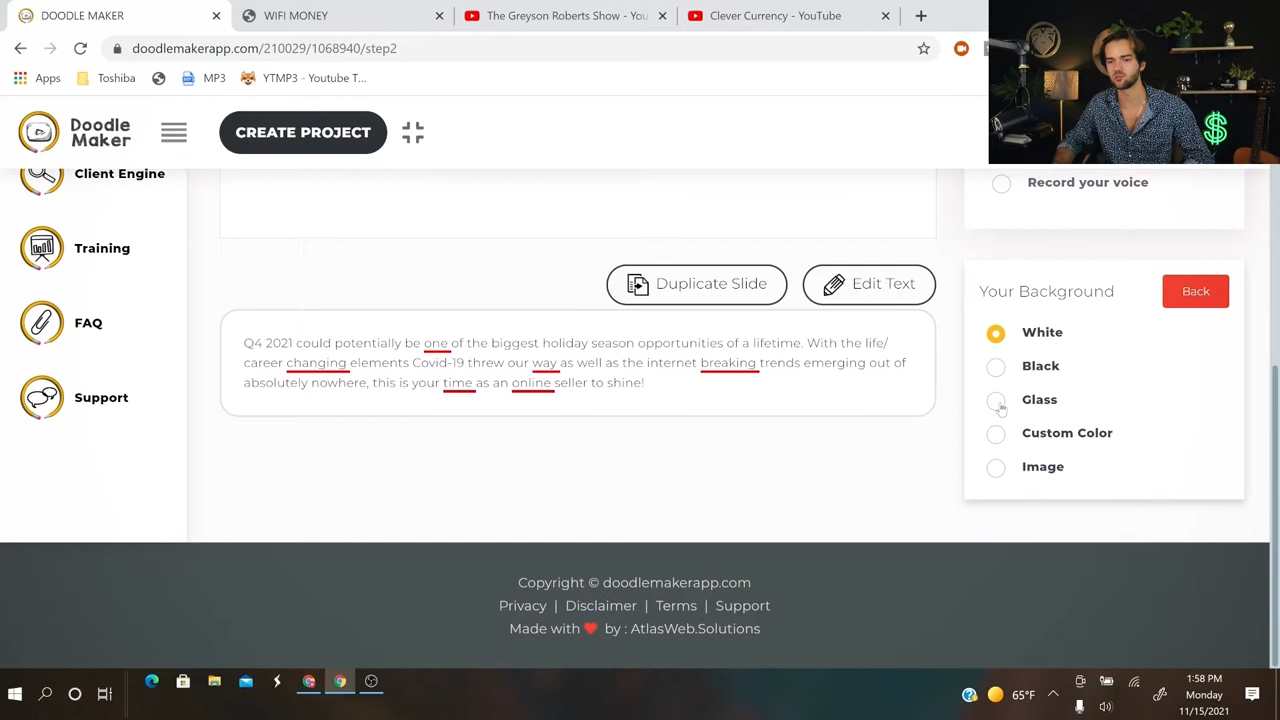 DOODLE MAKER
WIFI MONEY
The Greyson Roberts Show - You
Clever Currency - YouTube
doodlemakerapp.com/210029/1068940/step2
Apps
Toshiba
MP3
YTMP3 - Youtube T...
Doodle
Maker
CREATE PROJECT
Client Engine
Training
FAQ
Support
Record your voice
Duplicate Slide
Edit Text
Q4 2021 could potentially be one of the biggest holiday season opportunities of a lifetime. With the life/
career changing elements Covid-19 threw our way as well as the internet breaking trends emerging out of
absolutely nowhere, this is your time as an online seller to shine!
Your Background
Back
White
Black
Glass
Custom Color
Image
Copyright © doodlemakerapp.com
Privacy | Disclaimer | Terms | Support
Made with ❤ by : AtlasWeb.Solutions
65°F
1:58 PM
Monday
11/15/2021